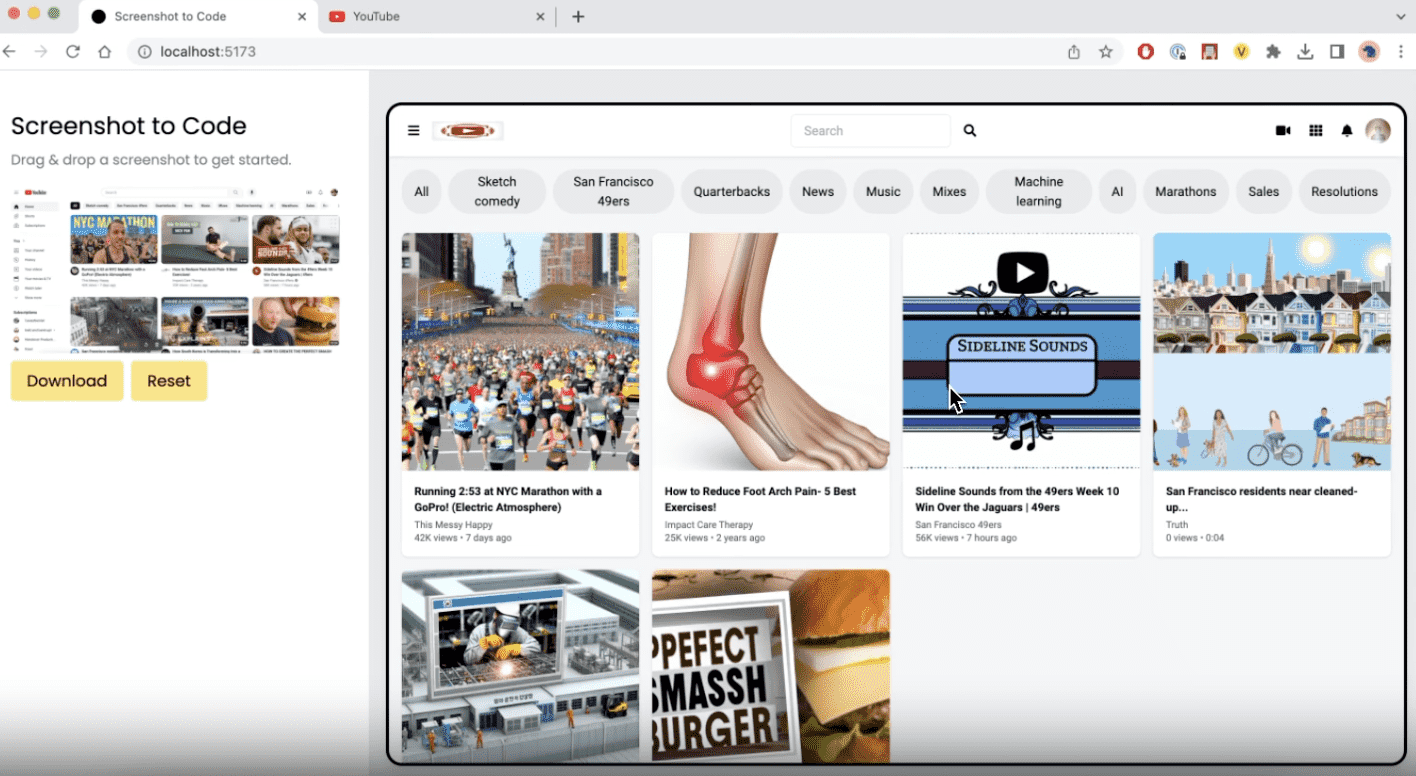 Screenshot to Code
YouTube
localhost:5173
Screenshot to Code
Drag & drop a screenshot to get started.
NYC MARATHON
Download
Reset
Search
All
Sketch
comedy
San Francisco
49ers
Quarterbacks
News
Music
Mixes
Machine
learning
AI
Marathons
Sales
Resolutions
SIDELINE SOUNDS
Running 2:53 at NYC Marathon with a
GoPro! (Electric Atmosphere)
This Messy Happy
42K views • 7 days ago
How to Reduce Foot Arch Pain- 5 Best
Exercises!
Impact Care Therapy
25K views • 2 years ago
Sideline Sounds from the 49ers Week 10
Win Over the Jaguars | 49ers
San Francisco 49ers
56K views • 7 hours ago
San Francisco residents near cleaned-
up...
Truth
0 views • 0:04
PPEFECT
SMASSH
BURGER